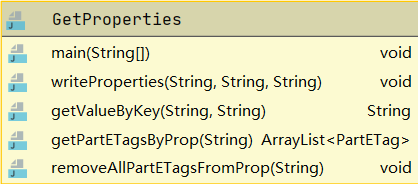 GetProperties
main(String[]) void
writeProperties(String, String, String) void
getValueByKey(String, String) String
getPartETagsByProp(String) ArrayList<PartETag>
removeAllPartETagsFromProp(String) void